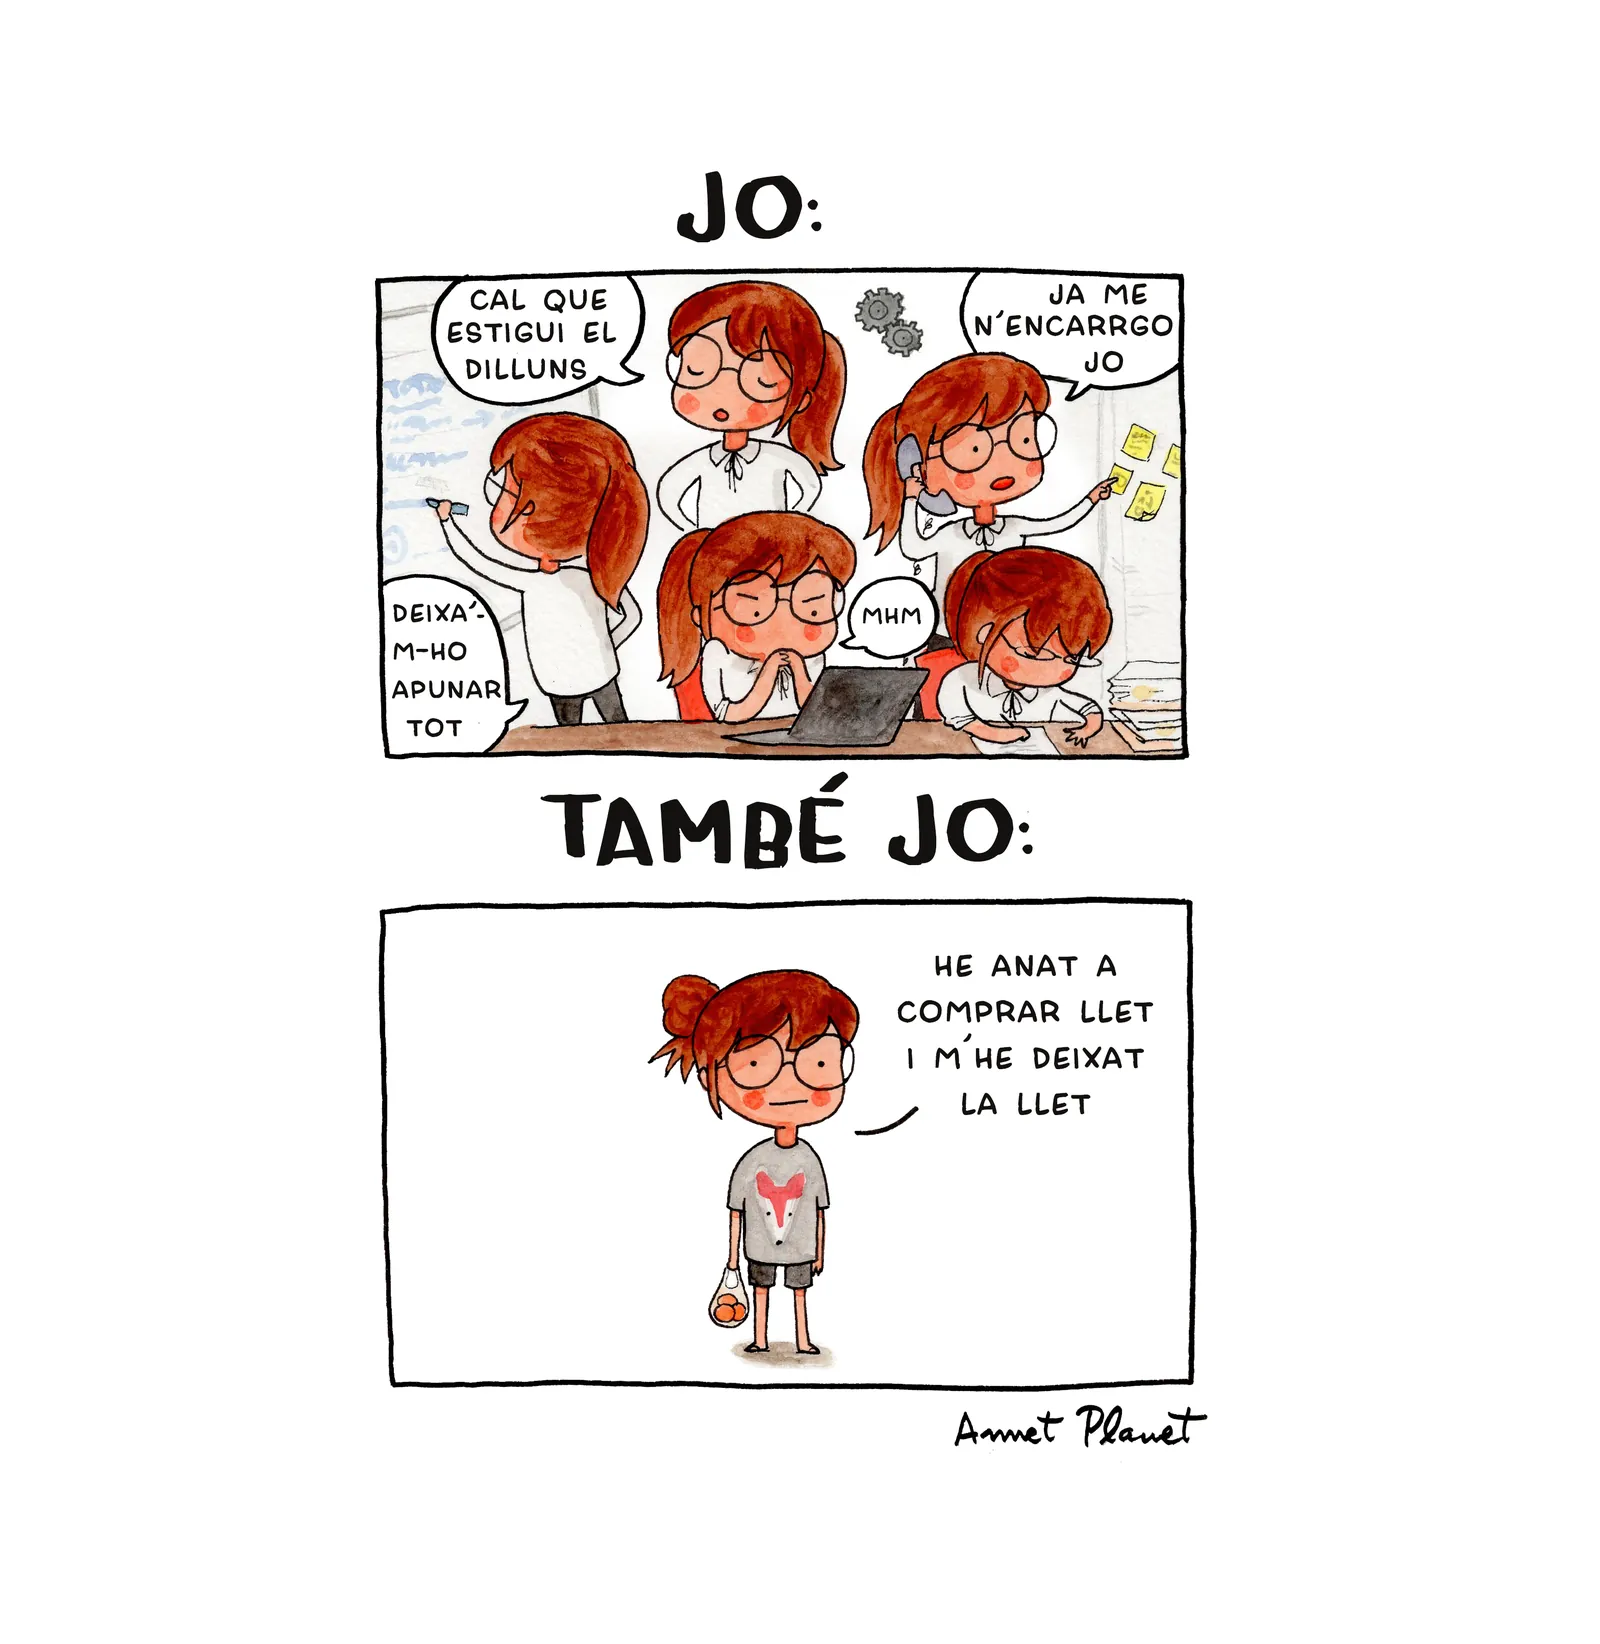 JO:
CAL QUE
ESTIGUI EL
DILLUNS
JA ME
N'ENCARRGO
JO
DEIXA'-
M-HO
APUNAR
TOT
MHM
TAMBÉ JO:
HE ANAT A
COMPRAR LLET
I M'HE DEIXAT
LA LLET
Annet Planet